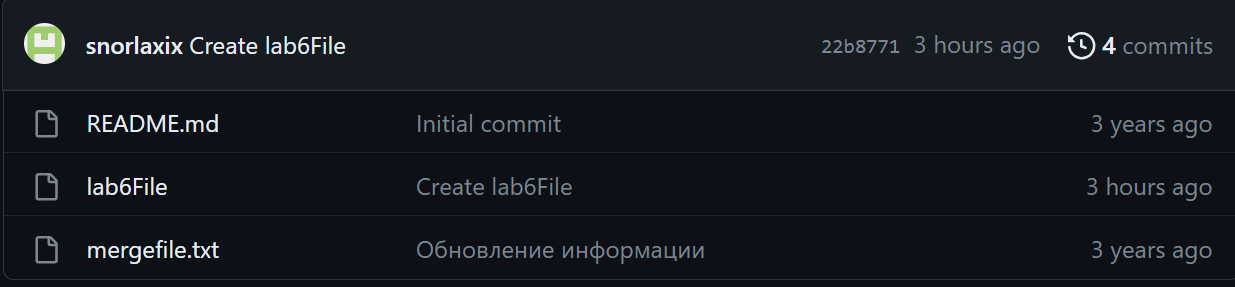 snorlaxix Create lab6File 22b8771 3 hours ago 4 commits
README.md Initial commit 3 years ago
lab6File Create lab6File 3 hours ago
mergefile.txt Обновление информации 3 years ago